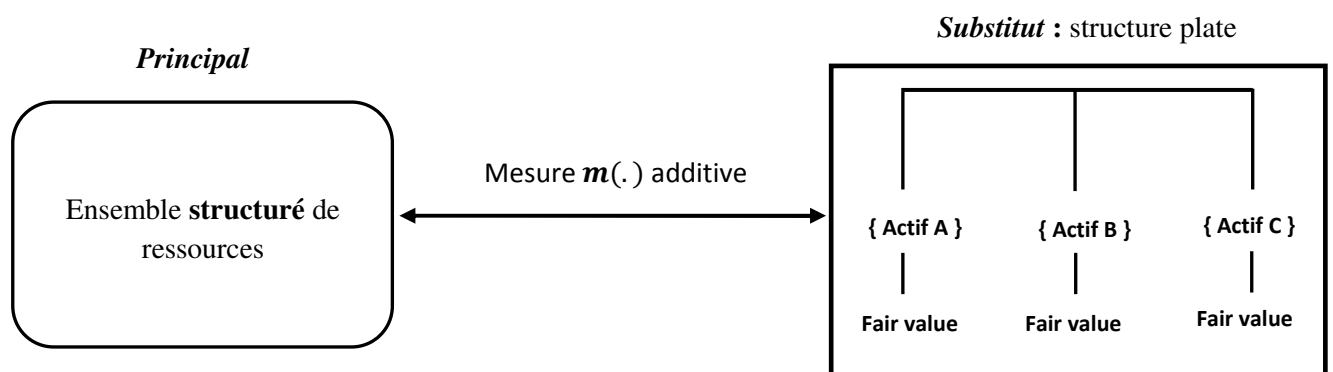 Substitut : structure plate
Principal
Mesure m(.) additive
Ensemble structuré de
ressources
{ Actif A } { Actif B } { Actif C }
Fair value Fair value Fair value